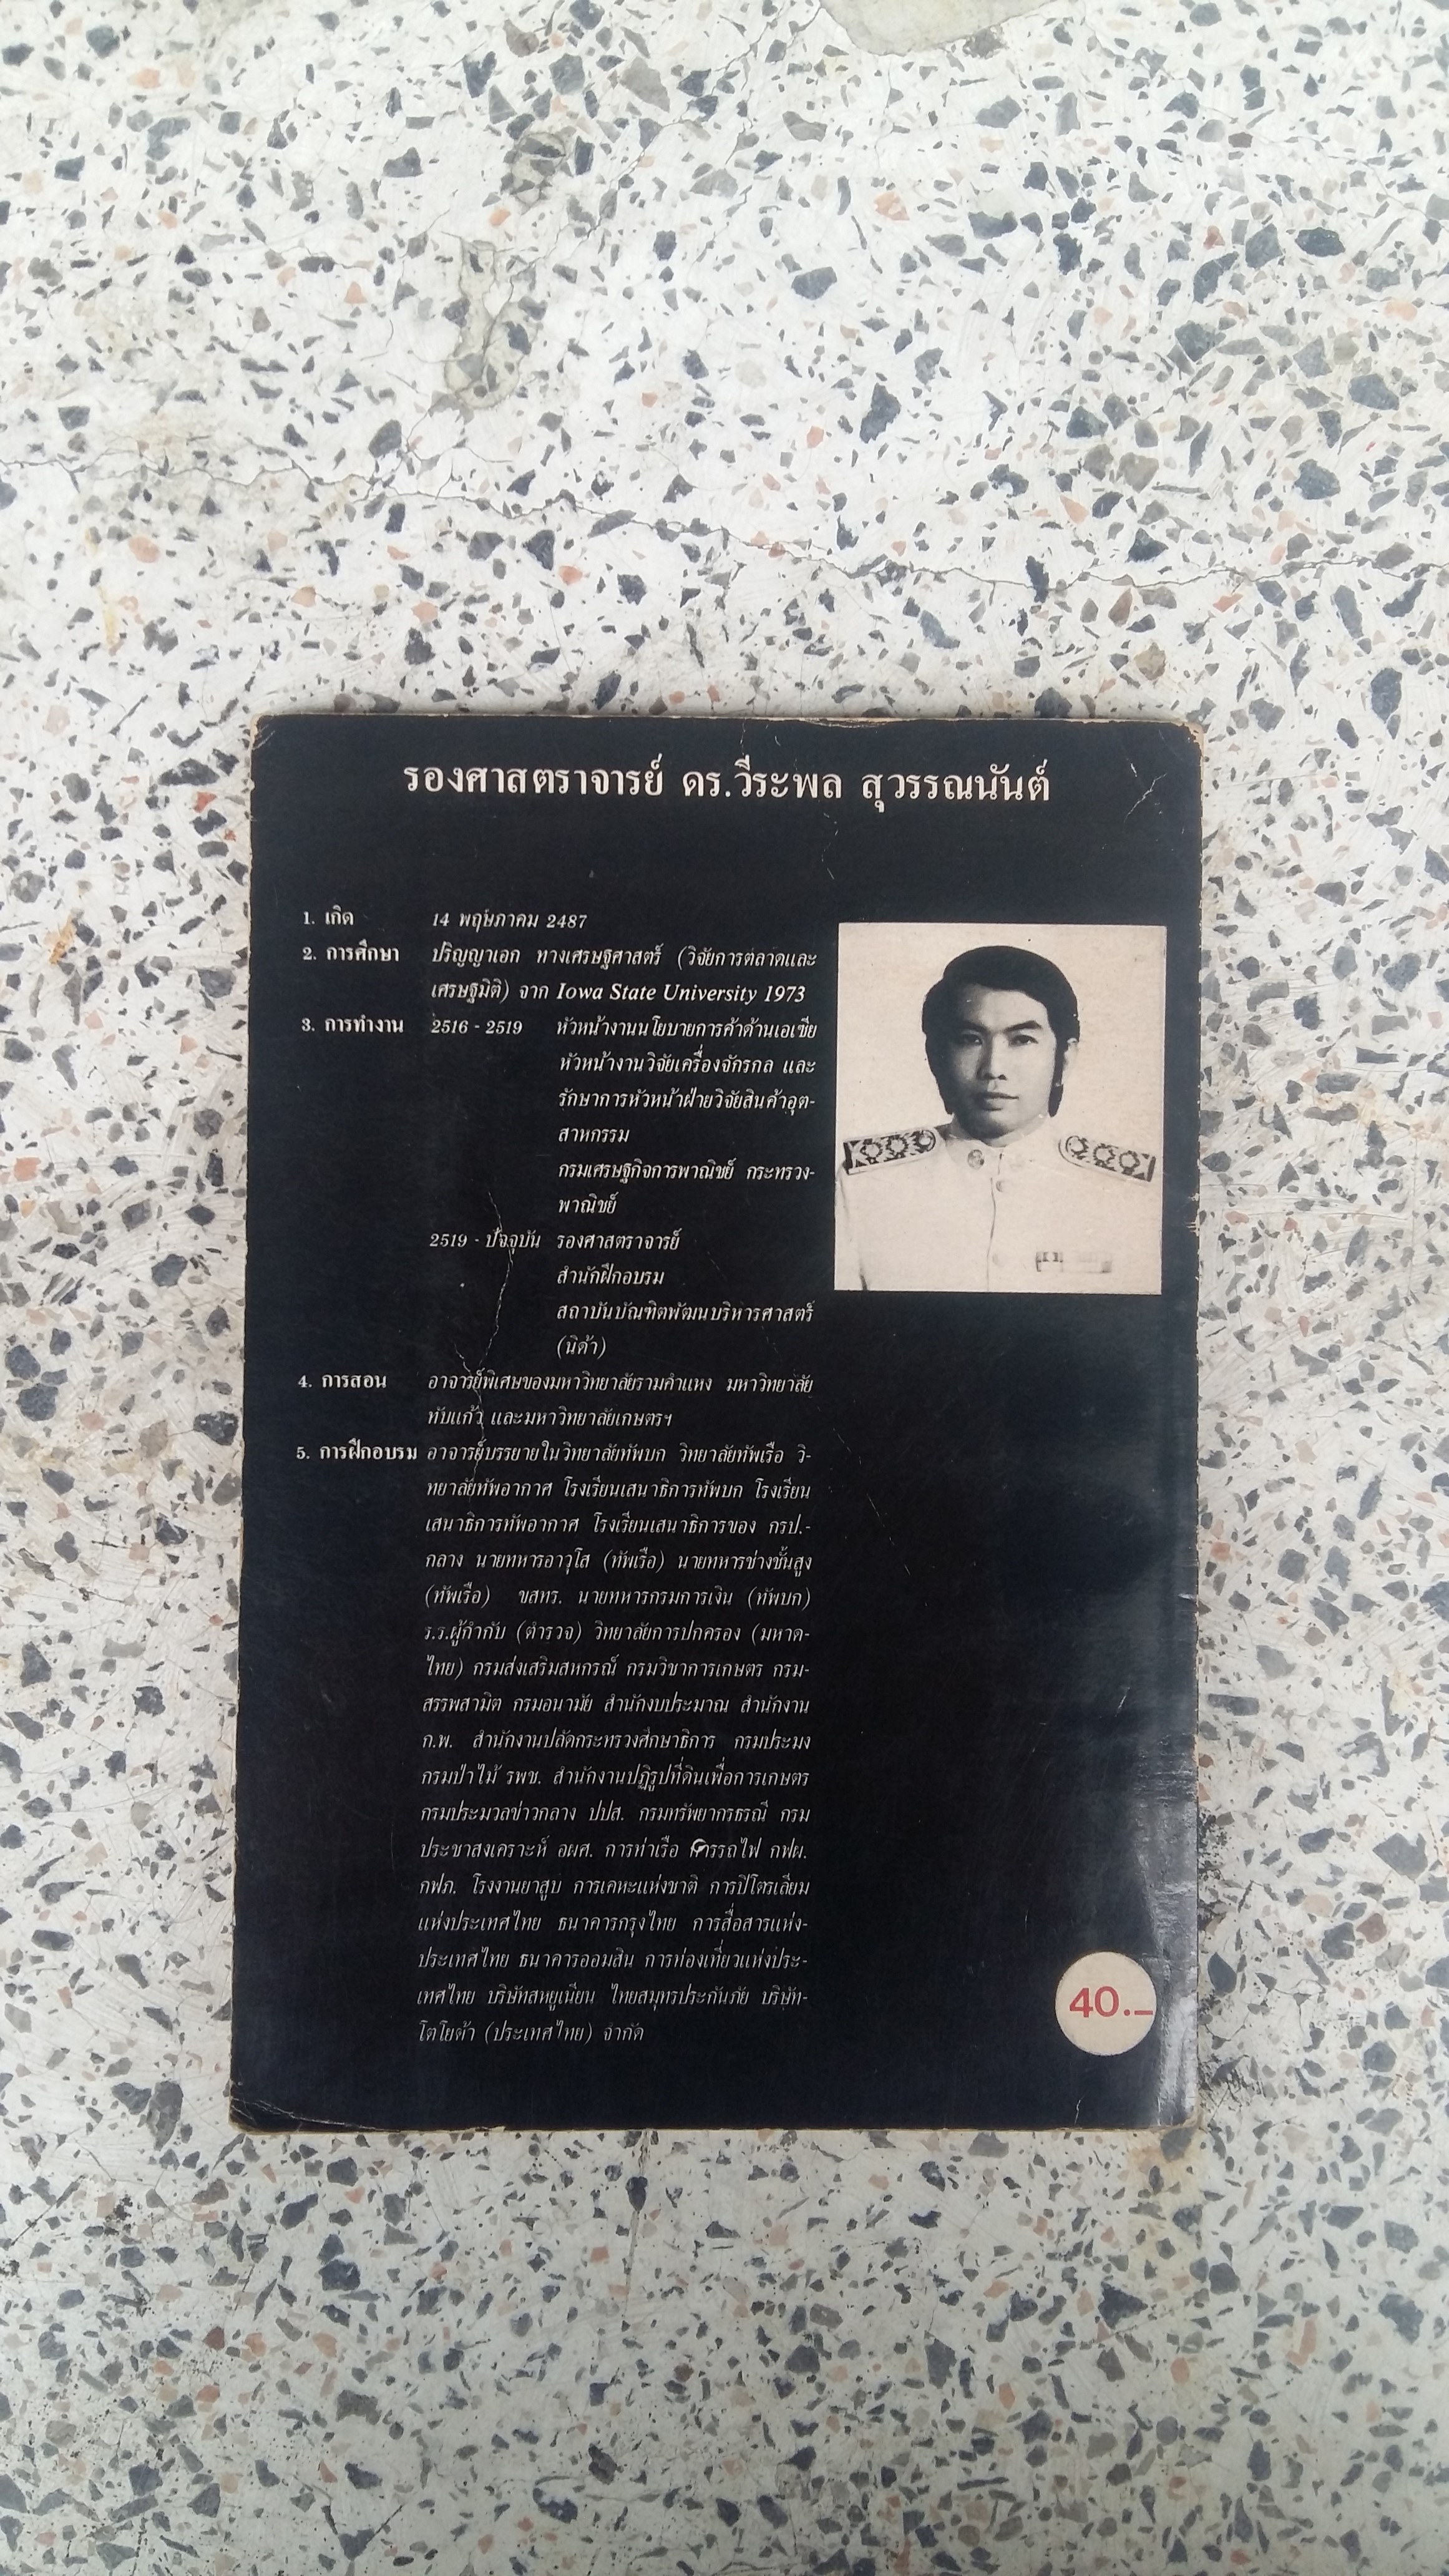 รองศาสตราจารย์ ดร.วีระพล สุวรรณนันต์
1. เกิด 14 พฤษภาคม 2487
2. การศึกษา ปริญญาเอก ทางเศรษฐศาสตร์ (วิจัยการตลาดและ
เศรษฐมิติ) จาก Iowa State University 1973
3. การทำงาน 2516 - 2519 หัวหน้างานนโยบายการค้าด้านเอเซีย
หัวหน้างานวิจัยเครื่องจักรกล และ
รักษาการหัวหน้าฝ่ายวิจัยสินค้าอุต-
สาหกรรม
กรมเศรษฐกิจการพาณิชย์ กระทรวง-
พาณิชย์
2519 - ปัจจุบัน รองศาสตราจารย์
สำนักฝึกอบรม
สถาบันบัณฑิตพัฒนบริหารศาสตร์
(นิด้า)
4. การสอน อาจารย์พิเศษของมหาวิทยาลัยรามคำแหง มหาวิทยาลัย
ทับแก้ว และมหาวิทยาลัยเกษตรฯ
5. การฝึกอบรม อาจารย์บรรยายในวิทยาลัยทัพบก วิทยาลัยทัพเรือ วิ-
ทยาลัยทัพอากาศ โรงเรียนเสนาธิการทัพบก โรงเรียน
เสนาธิการทัพอากาศ โรงเรียนเสนาธิการของ กรป.-
กลาง นายทหารอาวุโส (ทัพเรือ) นายทหารช่างชั้นสูง
(ทัพเรือ) ขสทร. นายทหารกรมการเงิน (ทัพบก)
ร.ร.ผู้กำกับ (ตำรวจ) วิทยาลัยการปกครอง (มหาด-
ไทย) กรมส่งเสริมสหกรณ์ กรมวิชาการเกษตร กรม-
สรรพสามิต กรมอนามัย สำนักงบประมาณ สำนักงาน
ก.พ. สำนักงานปลัดกระทรวงศึกษาธิการ กรมประมง
กรมป่าไม้ รพช. สำนักงานปฏิรูปที่ดินเพื่อการเกษตร
กรมประมวลข่าวกลาง ปปส. กรมทรัพยากรธรณี กรม
ประชาสงเคราะห์ อผศ. การท่าเรือ กฟผ.
กฟภ. โรงงานยาสูบ การเคหะแห่งชาติ การปิโตรเลียม
แห่งประเทศไทย ธนาคารกรุงไทย การสื่อสารแห่ง-
ประเทศไทย ธนาคารออมสิน การท่องเที่ยวแห่งประ-
เทศไทย บริษัทสหยูเนี่ยน ไทยสมุทรประกันภัย บริษัท-
โตโยต้า (ประเทศไทย) จำกัด
40.-